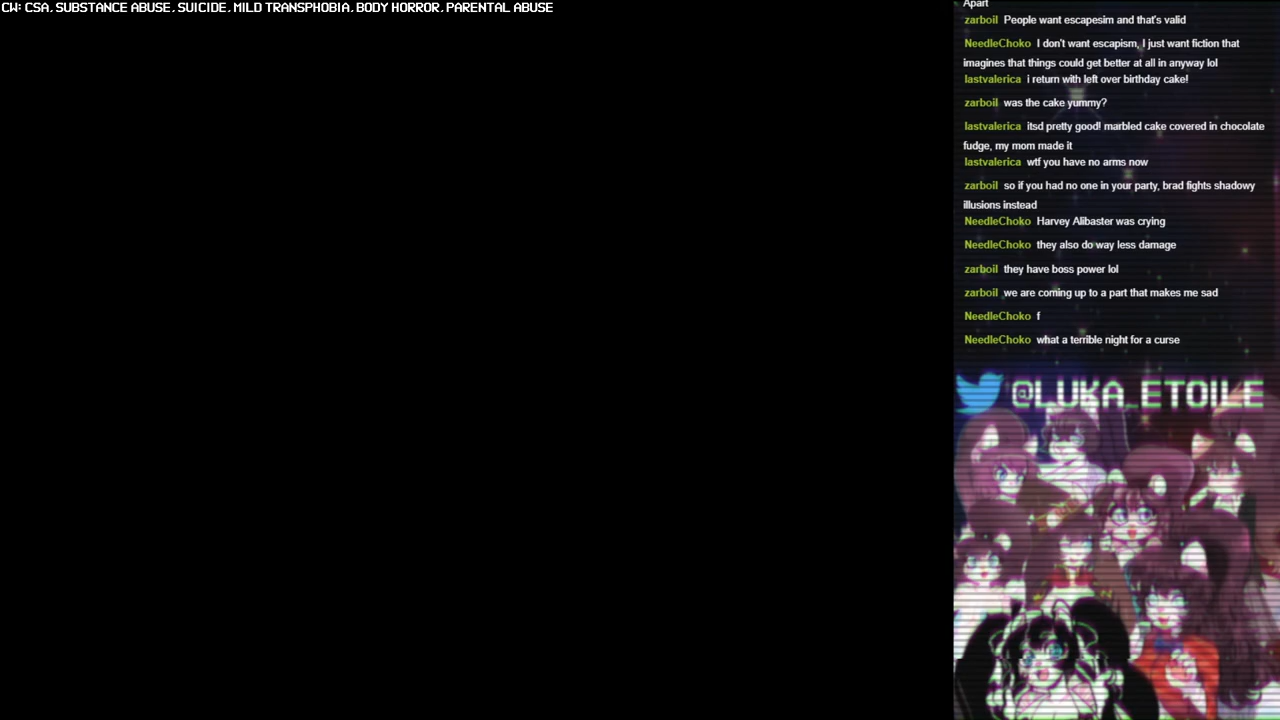 CW: CSA, SUBSTANCE ABUSE, SUICIDE, MILD TRANSPHOBIA, BODY HORROR, PARENTAL ABUSE
Apart
zarboil People want escapesim and that's valid
NeedleChoko I don't want escapism, I just want fiction that
imagines that things could get better at all in anyway lol
lastvalerica i return with left over birthday cake!
zarboil was the cake yummy?
lastvalerica itsd pretty good! marbled cake covered in chocolate
fudge, my mom made it
lastvalerica wtf you have no arms now
zarboil so if you had no one in your party, brad fights shadowy
illusions instead
NeedleChoko Harvey Alibaster was crying
NeedleChoko they also do way less damage
zarboil they have boss power lol
zarboil we are coming up to a part that makes me sad
NeedleChoko f
NeedleChoko what a terrible night for a curse
@LUKA_ETOILE